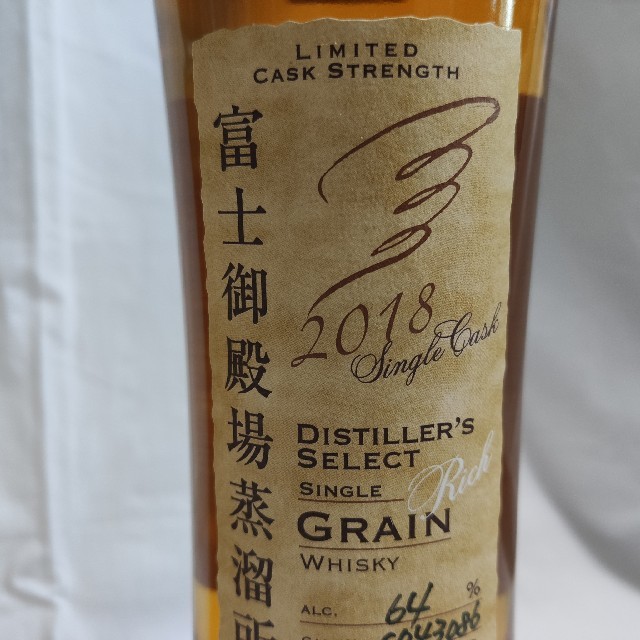 LIMITED
CASK STRENGTH
富士御殿場蒸溜所
2018
Single Cask
DISTILLER'S
SELECT
SINGLE
Rich
GRAIN
WHISKY
ALC. 64 %